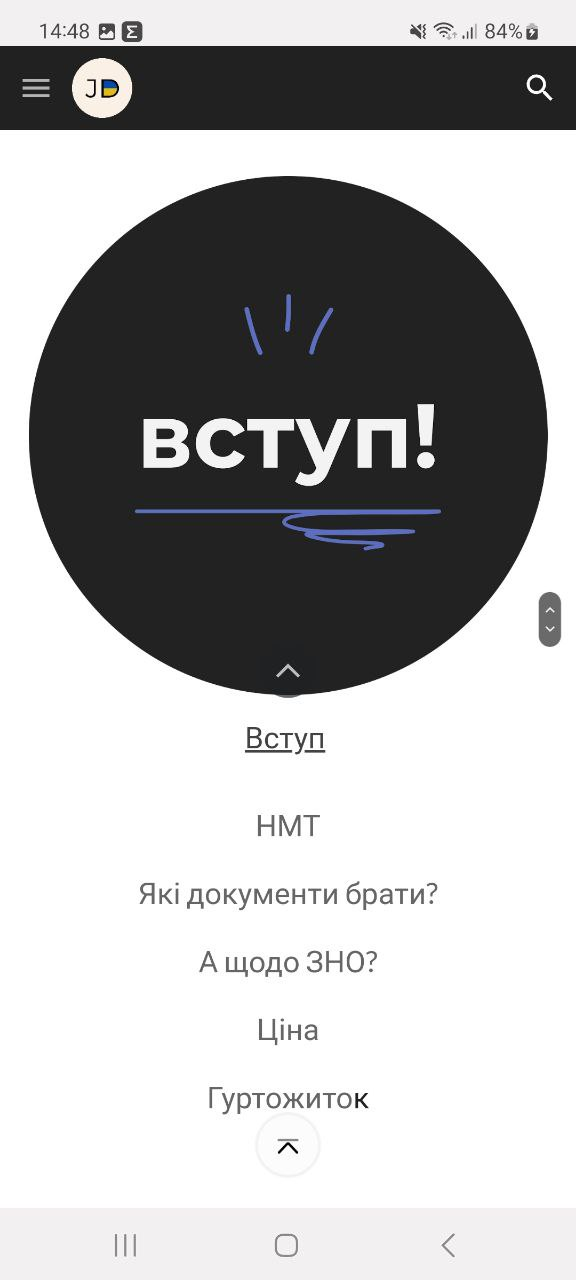 14:48
84%
JD
вступ!
Вступ
НМТ
Які документи брати?
А щодо ЗНО?
Ціна
Гуртожиток